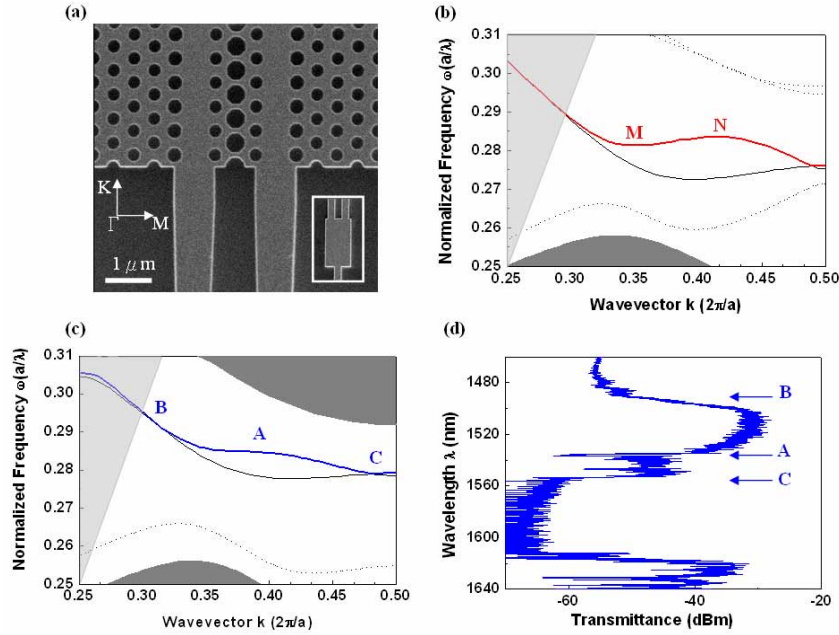 (a)
K
Γ
M
1 μm
(b)
Normalized Frequency ω(a/λ)
0.31
0.30
0.29
0.28
0.27
0.26
0.25
M
N
0.25
0.30
0.35
0.40
0.45
0.50
Wavevector k (2π/a)
(c)
Normalized Frequency ω(a/λ)
0.31
0.30
0.29
0.28
0.27
0.26
0.25
B
A
C
0.25
0.30
0.35
0.40
0.45
0.50
Wavevector k (2π/a)
(d)
Wavelength λ (nm)
1480
1520
1560
1600
1640
B
A
C
-60
-40
-20
Transmittance (dBm)